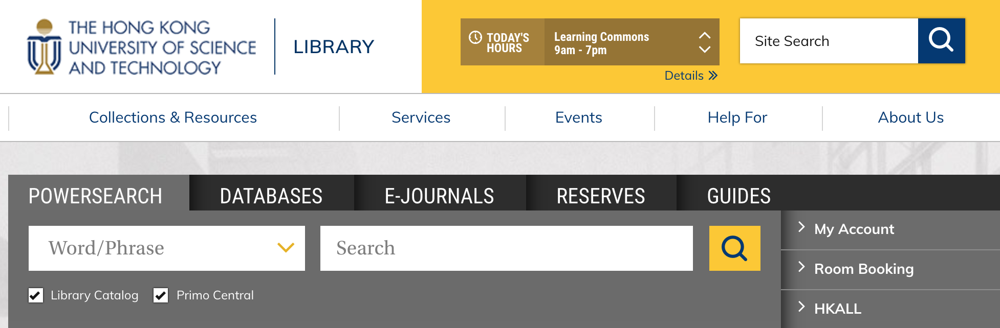 THE HONG KONG
UNIVERSITY OF SCIENCE
AND TECHNOLOGY
LIBRARY
TODAY'S
HOURS
Learning Commons
9am - 7pm
Details
Site Search
Collections & Resources
Services
Events
Help For
About Us
POWERSEARCH
DATABASES
E-JOURNALS
RESERVES
GUIDES
Word/Phrase
Search
Library Catalog
Primo Central
My Account
Room Booking
HKALL